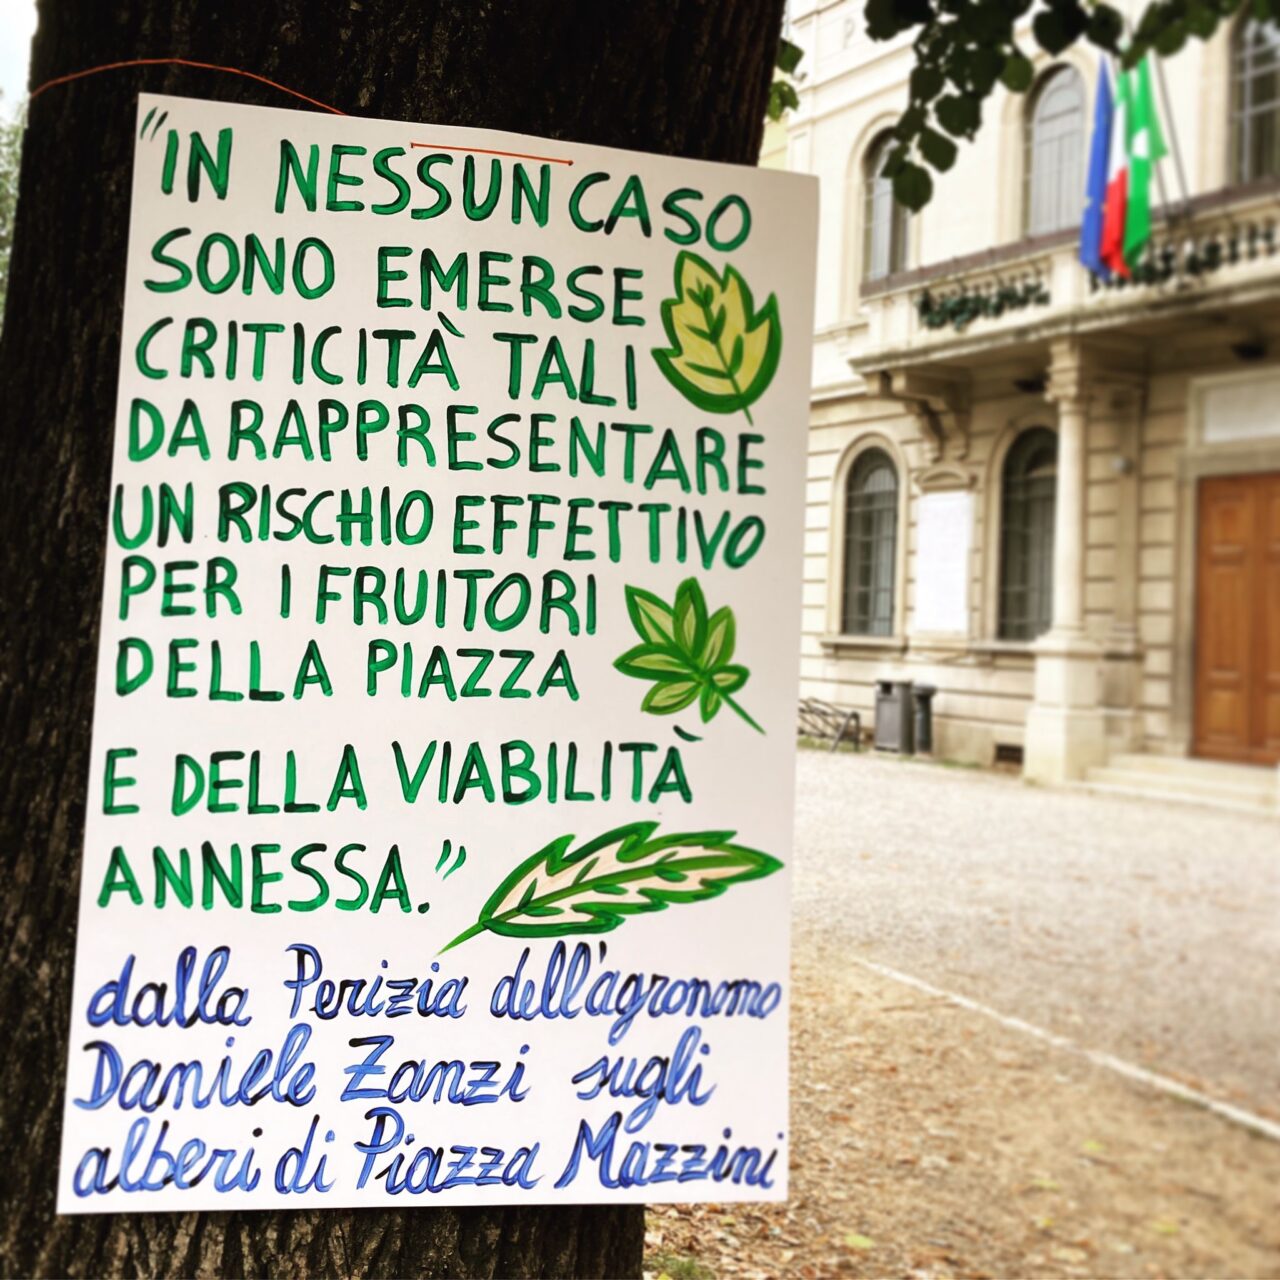 "IN NESSUN CASO
SONO EMERSE
CRITICITÀ TALI
DA RAPPRESENTARE
UN RISCHIO EFFETTIVO
PER I FRUITORI
DELLA PIAZZA
E DELLA VIABILITÀ
ANNESSA."
dalla Perizia dell'agronomo
Daniele Zanzi sugli
alberi di Piazza Mazzini